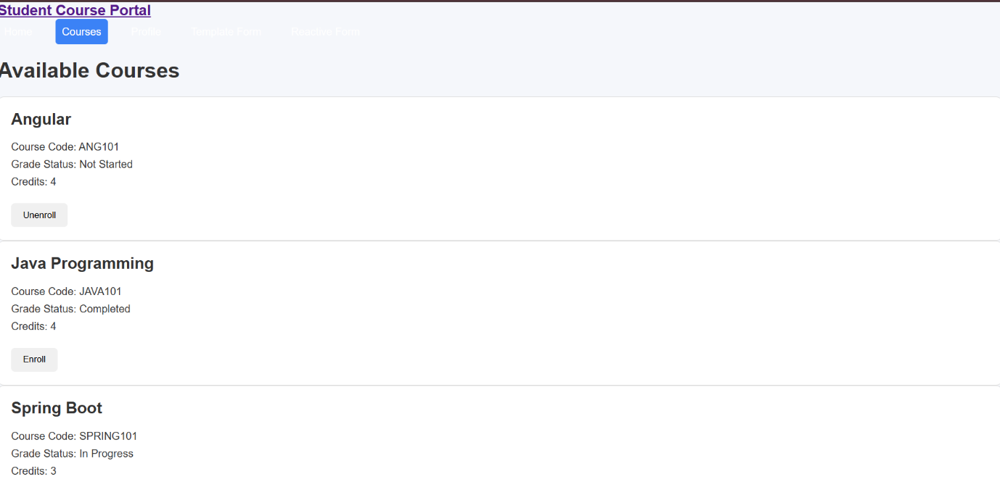 Student Course Portal
Home Courses Profile Template Form Reactive Form
Available Courses
Angular
Course Code: ANG101
Grade Status: Not Started
Credits: 4
Unenroll
Java Programming
Course Code: JAVA101
Grade Status: Completed
Credits: 4
Enroll
Spring Boot
Course Code: SPRING101
Grade Status: In Progress
Credits: 3